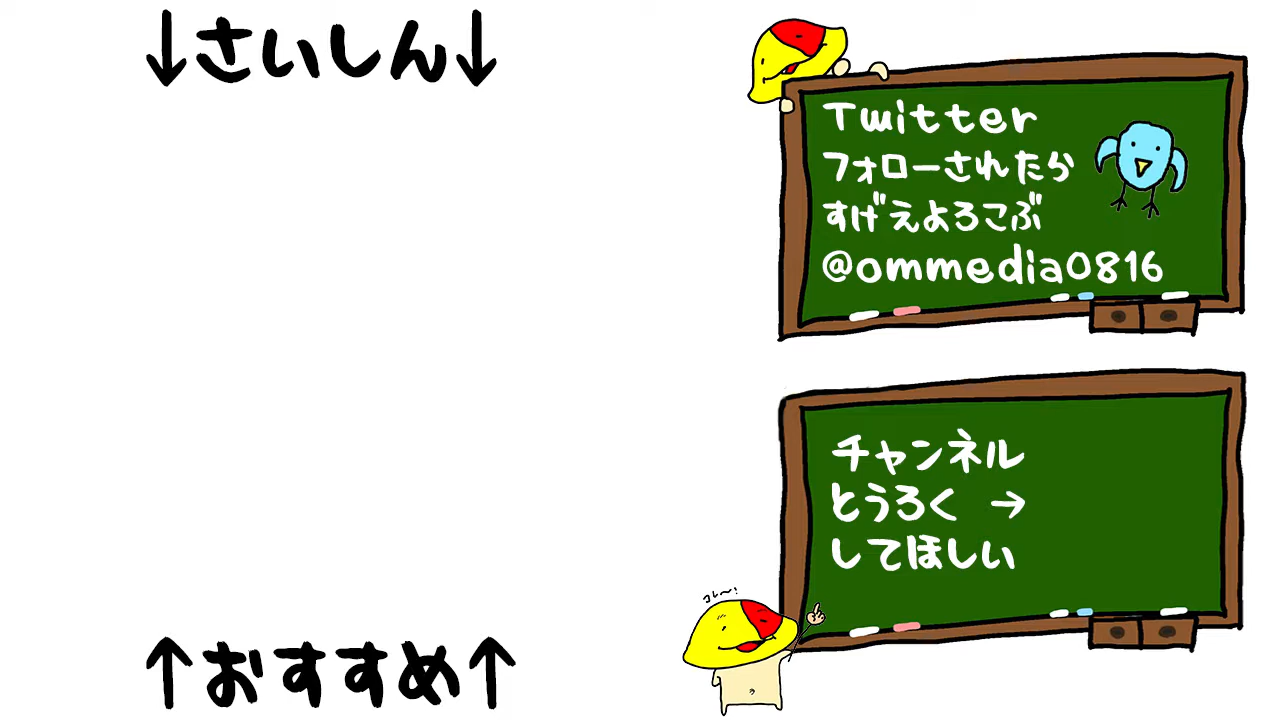 ↓さいしん↓
Twitter
フォローされたら
すげえよろこぶ
@ommedia0816
チャンネル
とうろく →
してほしい
コレ〜!
↑おすすめ↑